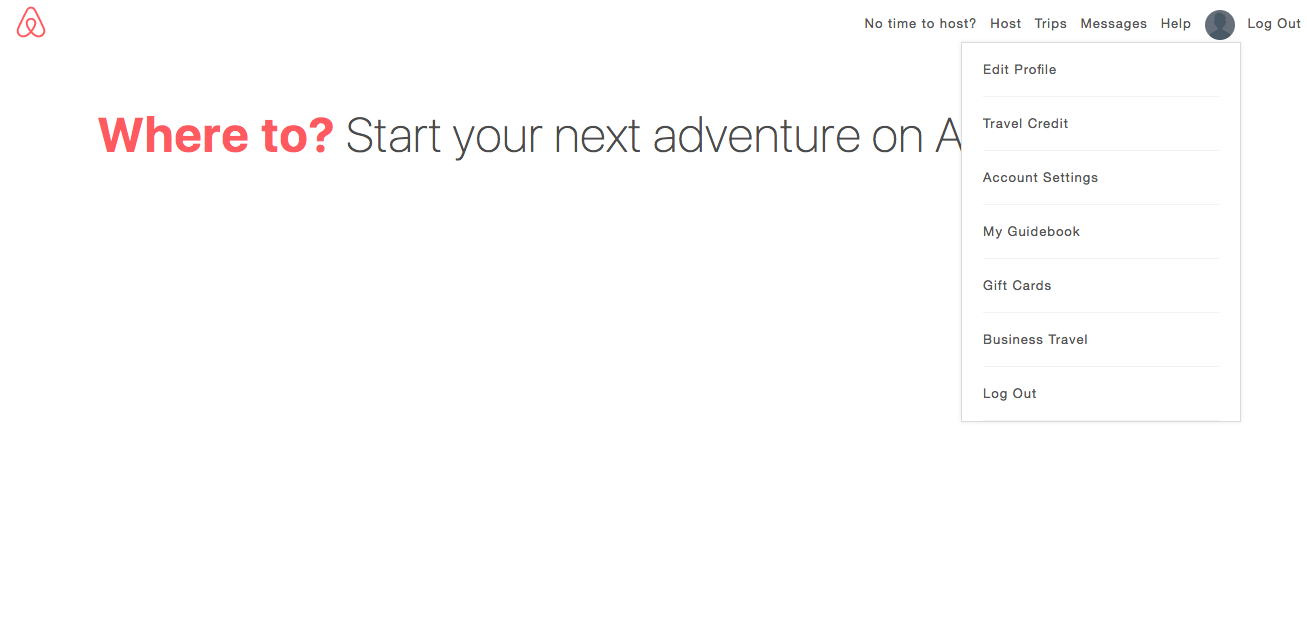 No time to host? Host Trips Messages Help Log Out
Where to? Start your next adventure on A
Edit Profile
Travel Credit
Account Settings
My Guidebook
Gift Cards
Business Travel
Log Out